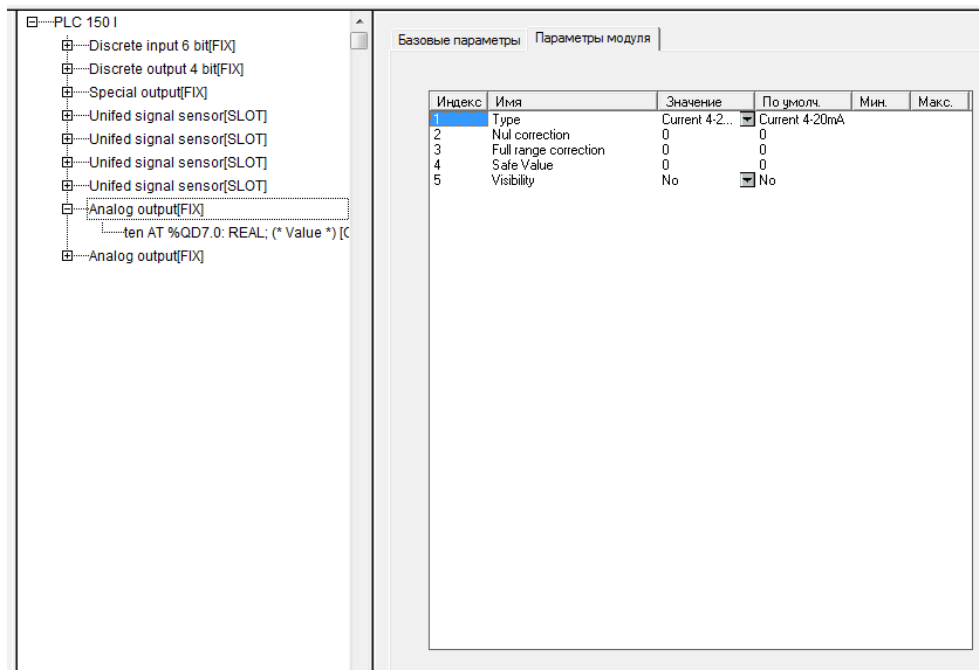 PLC 150 I
Discrete input 6 bit[FIX]
Discrete output 4 bit[FIX]
Special output[FIX]
Unifed signal sensor[SLOT]
Unifed signal sensor[SLOT]
Unifed signal sensor[SLOT]
Unifed signal sensor[SLOT]
Analog output[FIX]
ten AT %QD7.0: REAL; (* Value *) [
Analog output[FIX]
Базовые параметры Параметры модуля
Индекс Имя Значение По умолч. Мин. Макс.
1 Type Current 4-2... Current 4-20mA
2 Nul correction 0 0
3 Full range correction 0 0
4 Safe Value 0 0
5 Visibility No No